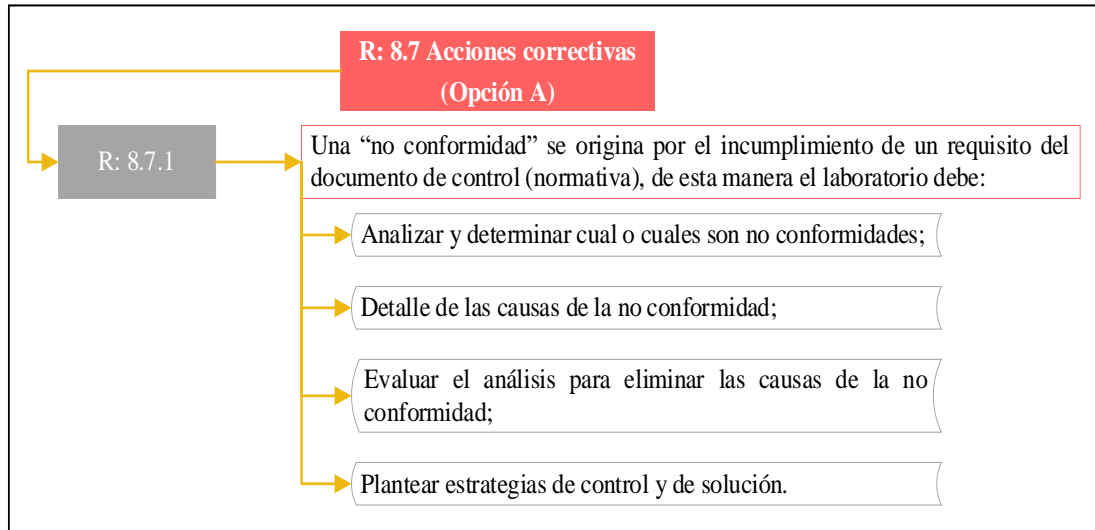 R: 8.7 Acciones correctivas
(Opción A)
R: 8.7.1
Una “no conformidad” se origina por el incumplimiento de un requisito del
documento de control (normativa), de esta manera el laboratorio debe:
Analizar y determinar cual o cuales son no conformidades;
Detalle de las causas de la no conformidad;
Evaluar el análisis para eliminar las causas de la no
conformidad;
Plantear estrategias de control y de solución.